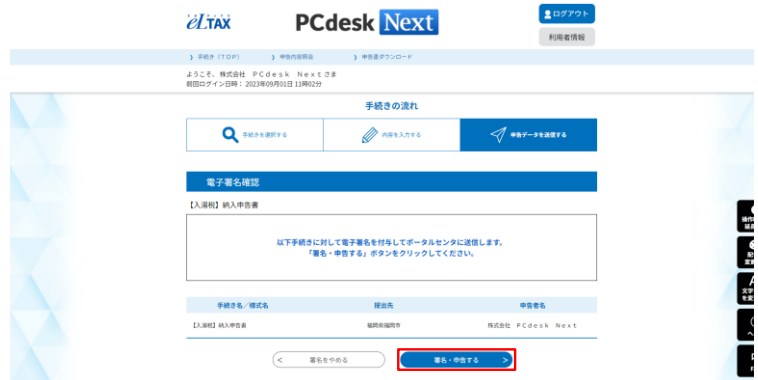 eLTAX PCdesk Next
ログアウト
利用者情報
手続き（TOP） 申告内容照会 申告書ダウンロード
ようこそ、株式会社 PCdesk Nextさま
前回ログイン日時：2023年09月01日 11時02分
手続きの流れ
手続きを選択する 内容を入力する 申告データを送信する
電子署名確認
【入湯税】納入申告書
以下手続きに対して電子署名を付与してポータルセンタに送信します。
「署名・申告する」ボタンをクリックしてください。
手続き名／様式名 提出先 申告者名
【入湯税】納入申告書 福岡県福岡市 株式会社 PCdesk Next
< 署名をやめる 署名・申告する >